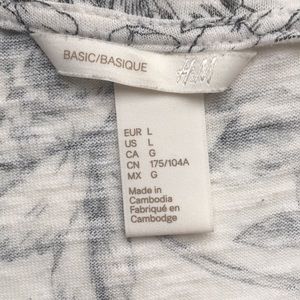 BASIC/BASIQUE H&M
EUR L
US L
CA G
CN 175/104A
MX G
Made in
Cambodia
Fabriqué en
Cambodge